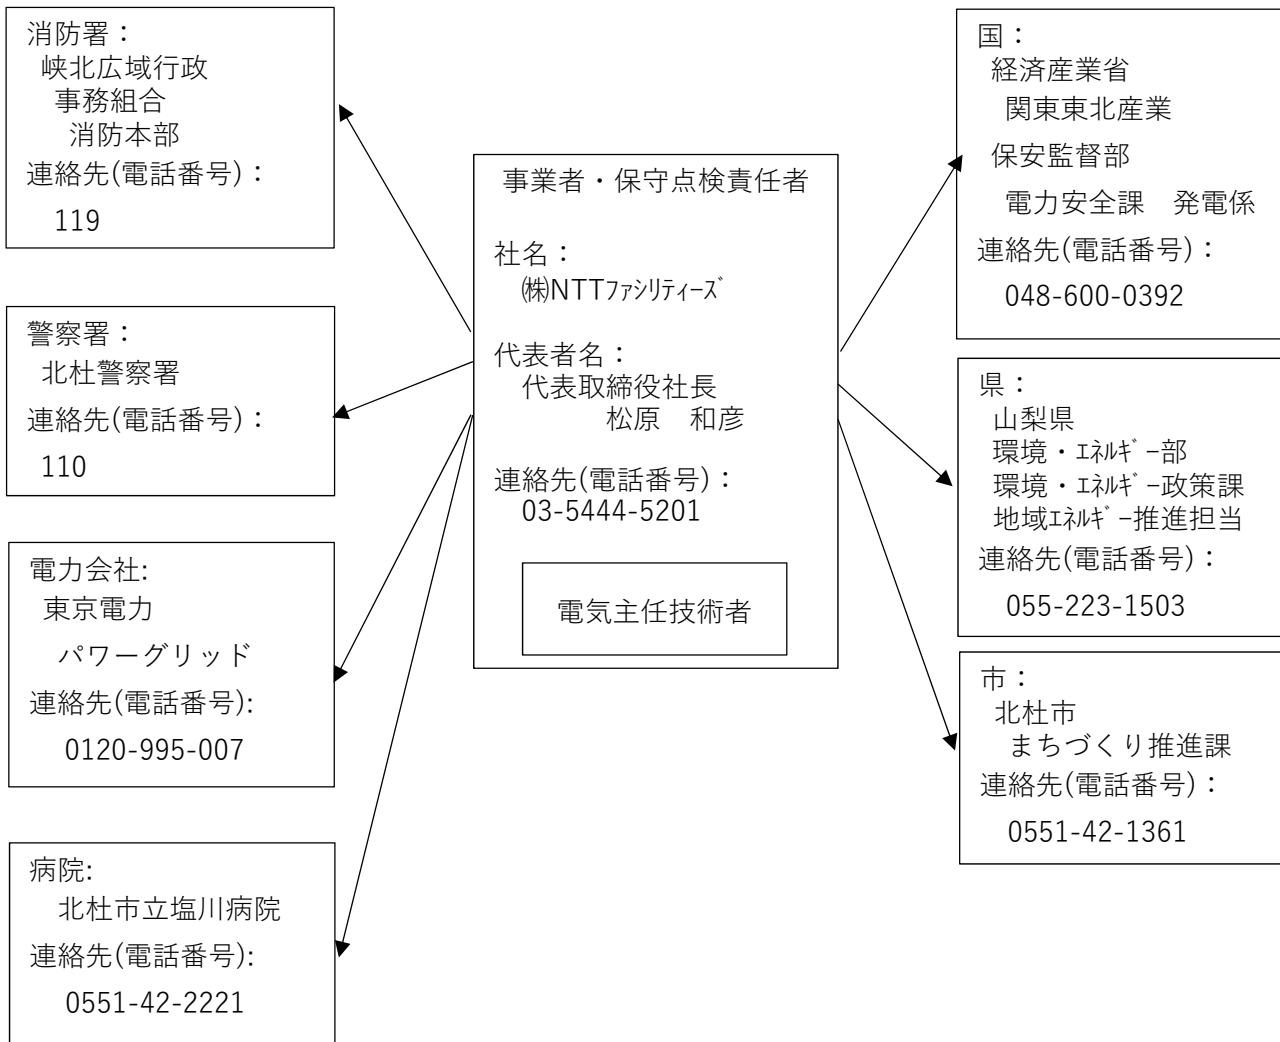 消防署：
峡北広域行政
事務組合
消防本部
連絡先(電話番号)：
119
警察署：
北杜警察署
連絡先(電話番号)：
110
電力会社:
東京電力
パワーグリッド
連絡先(電話番号):
0120-995-007
病院:
北杜市立塩川病院
連絡先(電話番号):
0551-42-2221
事業者・保守点検責任者
社名：
㈱NTTﾌｧｼﾘﾃｨｰｽﾞ
代表者名：
代表取締役社長
松原　和彦
連絡先(電話番号)：
03-5444-5201
電気主任技術者
国：
経済産業省
関東東北産業
保安監督部
電力安全課　発電係
連絡先(電話番号)：
048-600-0392
県：
山梨県
環境・ｴﾈﾙｷﾞｰ部
環境・ｴﾈﾙｷﾞｰ政策課
地域ｴﾈﾙｷﾞｰ推進担当
連絡先(電話番号)：
055-223-1503
市：
北杜市
まちづくり推進課
連絡先(電話番号)：
0551-42-1361